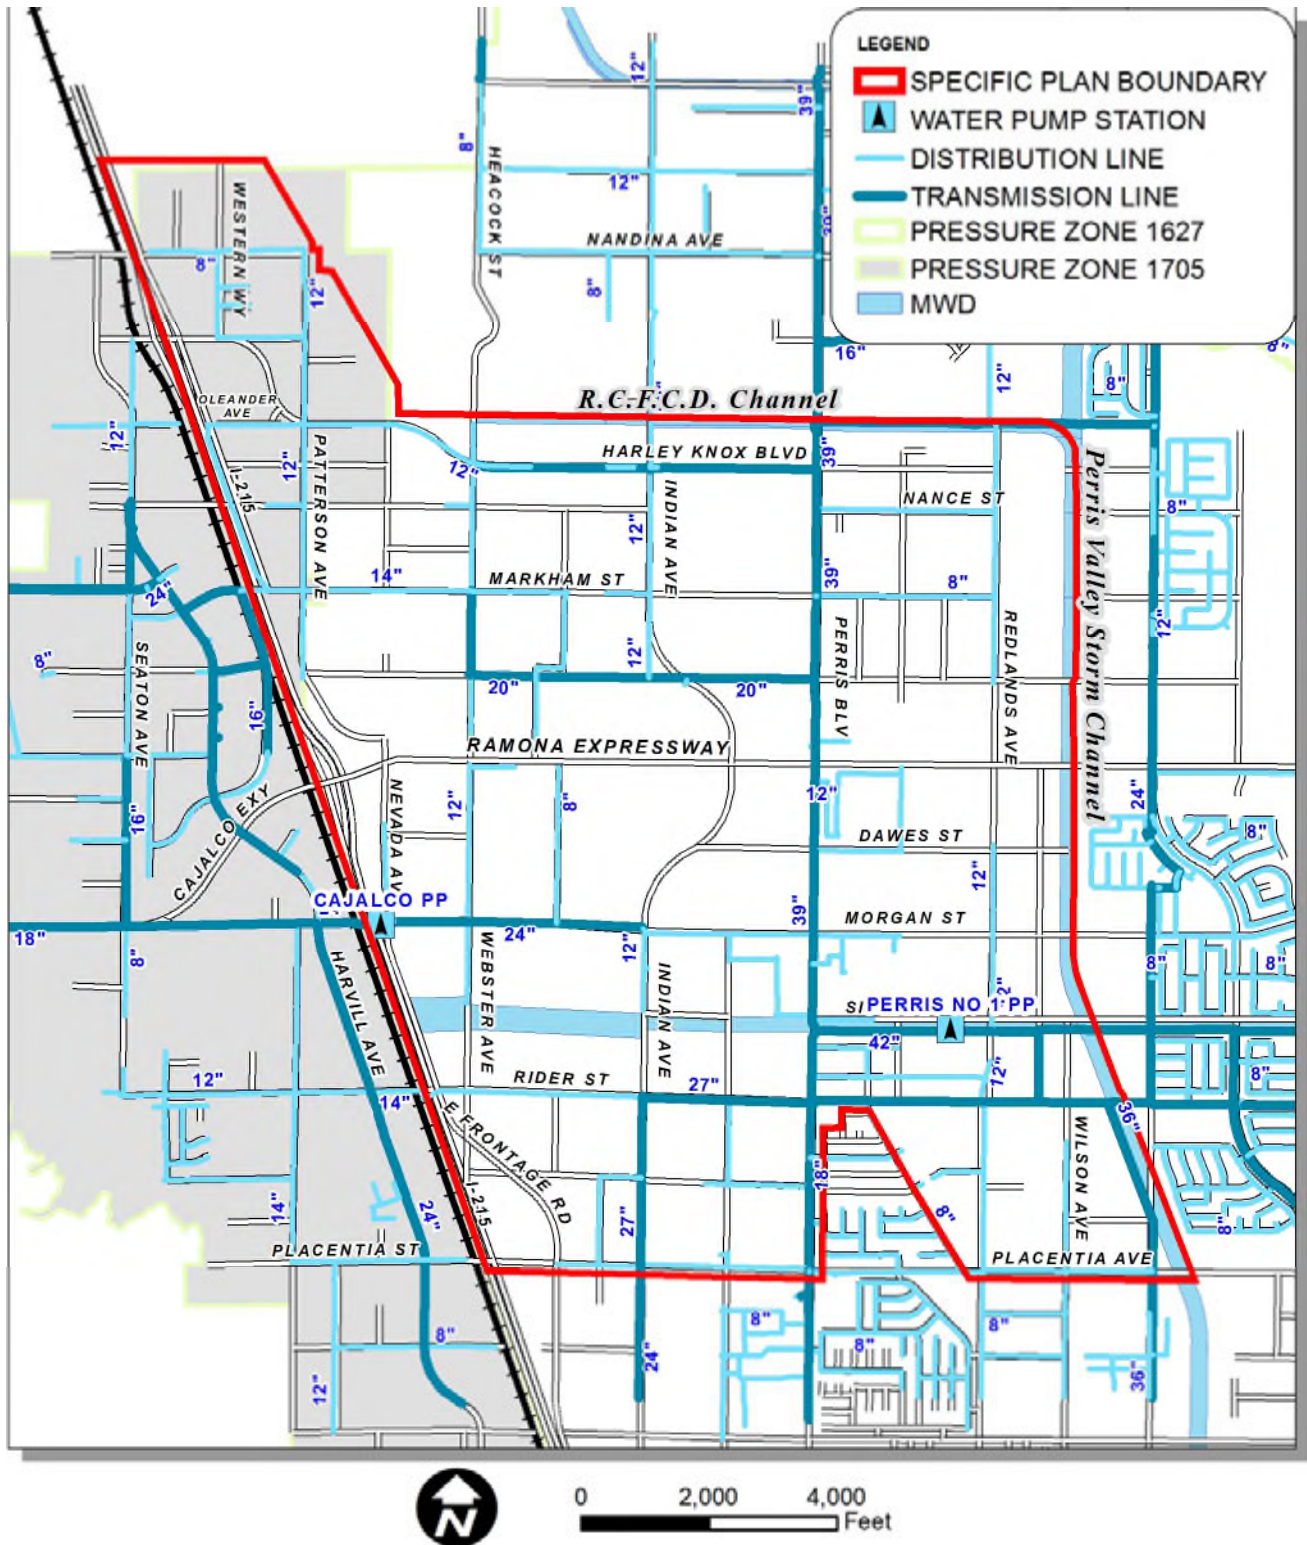 LEGEND
SPECIFIC PLAN BOUNDARY
WATER PUMP STATION
DISTRIBUTION LINE
TRANSMISSION LINE
PRESSURE ZONE 1627
PRESSURE ZONE 1705
MWD
12"
39"
8"
HEACOCK ST
12"
WESTERN WY
NANDINA AVE
8"
12"
8"
16"
8"
12"
8"
OLEANDER
AVE
R.C.F.C.D. Channel
12"
PATTERSON AVE
12"
12"
HARLEY KNOX BLVD
39"
I-215
INDIAN AVE
12"
NANCE ST
8"
Perris Valley Storm Channel
14"
MARKHAM ST
39"
8"
24"
12"
SEATON AVE
8"
12"
PERRIS BLV
REDLANDS AVE
20"
20"
16"
RAMONA EXPRESSWAY
NEVADA AV
12"
8"
12"
24"
16"
CAJALCO EXY
DAWES ST
8"
12"
CAJALCO PP
39"
MORGAN ST
18"
24"
12"
8"
HARVILL AVE
WEBSTER AVE
INDIAN AVE
8"
8"
PERRIS NO 1 PP
42"
12"
14"
RIDER ST
27"
12"
8"
E FRONTAGE RD
36"
WILSON AVE
18"
I-215
14"
24"
27"
8"
8"
PLACENTIA ST
PLACENTIA AVE
8"
8"
8"
8"
24"
12"
36"
N
0 2,000 4,000
Feet